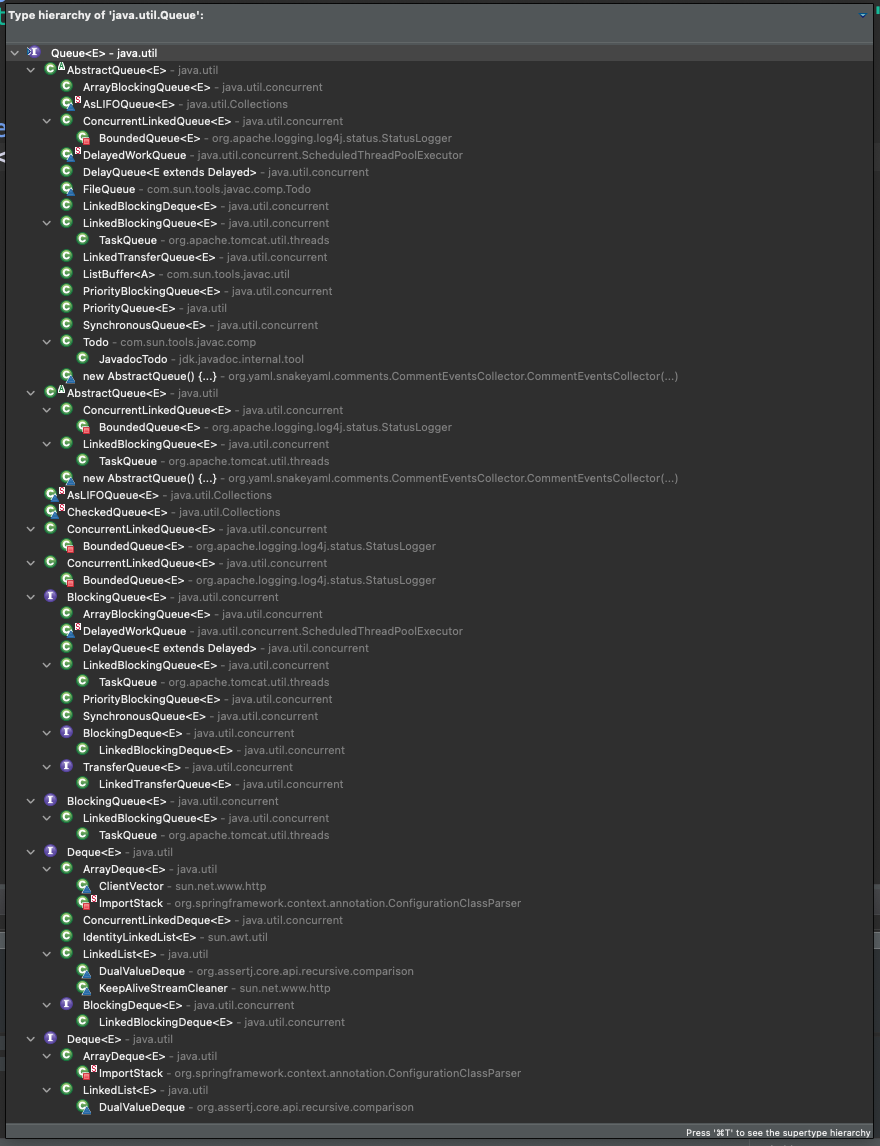 Type hierarchy of 'java.util.Queue':
Queue<E> - java.util
AbstractQueue<E> - java.util
ArrayBlockingQueue<E> - java.util.concurrent
AsLIFOQueue<E> - java.util.Collections
ConcurrentLinkedQueue<E> - java.util.concurrent
BoundedQueue<E> - org.apache.logging.log4j.status.StatusLogger
DelayedWorkQueue - java.util.concurrent.ScheduledThreadPoolExecutor
DelayQueue<E extends Delayed> - java.util.concurrent
FileQueue - com.sun.tools.javac.comp.Todo
LinkedBlockingDeque<E> - java.util.concurrent
LinkedBlockingQueue<E> - java.util.concurrent
TaskQueue - org.apache.tomcat.util.threads
LinkedTransferQueue<E> - java.util.concurrent
ListBuffer<A> - com.sun.tools.javac.util
PriorityBlockingQueue<E> - java.util.concurrent
PriorityQueue<E> - java.util
SynchronousQueue<E> - java.util.concurrent
Todo - com.sun.tools.javac.comp
JavadocTodo - jdk.javadoc.internal.tool
new AbstractQueue() {...} - org.yaml.snakeyaml.comments.CommentEventsCollector.CommentEventsCollector(...)
AbstractQueue<E> - java.util
ConcurrentLinkedQueue<E> - java.util.concurrent
BoundedQueue<E> - org.apache.logging.log4j.status.StatusLogger
LinkedBlockingQueue<E> - java.util.concurrent
TaskQueue - org.apache.tomcat.util.threads
new AbstractQueue() {...} - org.yaml.snakeyaml.comments.CommentEventsCollector.CommentEventsCollector(...)
AsLIFOQueue<E> - java.util.Collections
CheckedQueue<E> - java.util.Collections
ConcurrentLinkedQueue<E> - java.util.concurrent
BoundedQueue<E> - org.apache.logging.log4j.status.StatusLogger
ConcurrentLinkedQueue<E> - java.util.concurrent
BoundedQueue<E> - org.apache.logging.log4j.status.StatusLogger
BlockingQueue<E> - java.util.concurrent
ArrayBlockingQueue<E> - java.util.concurrent
DelayedWorkQueue - java.util.concurrent.ScheduledThreadPoolExecutor
DelayQueue<E extends Delayed> - java.util.concurrent
LinkedBlockingQueue<E> - java.util.concurrent
TaskQueue - org.apache.tomcat.util.threads
PriorityBlockingQueue<E> - java.util.concurrent
SynchronousQueue<E> - java.util.concurrent
BlockingDeque<E> - java.util.concurrent
LinkedBlockingDeque<E> - java.util.concurrent
TransferQueue<E> - java.util.concurrent
LinkedTransferQueue<E> - java.util.concurrent
BlockingQueue<E> - java.util.concurrent
LinkedBlockingQueue<E> - java.util.concurrent
TaskQueue - org.apache.tomcat.util.threads
Deque<E> - java.util
ArrayDeque<E> - java.util
ClientVector - sun.net.www.http
ImportStack - org.springframework.context.annotation.ConfigurationClassParser
ConcurrentLinkedDeque<E> - java.util.concurrent
IdentityLinkedList<E> - sun.awt.util
LinkedList<E> - java.util
DualValueDeque - org.assertj.core.api.recursive.comparison
KeepAliveStreamCleaner - sun.net.www.http
BlockingDeque<E> - java.util.concurrent
LinkedBlockingDeque<E> - java.util.concurrent
Deque<E> - java.util
ArrayDeque<E> - java.util
ImportStack - org.springframework.context.annotation.ConfigurationClassParser
LinkedList<E> - java.util
DualValueDeque - org.assertj.core.api.recursive.comparison
Press '⌘T' to see the supertype hierarchy